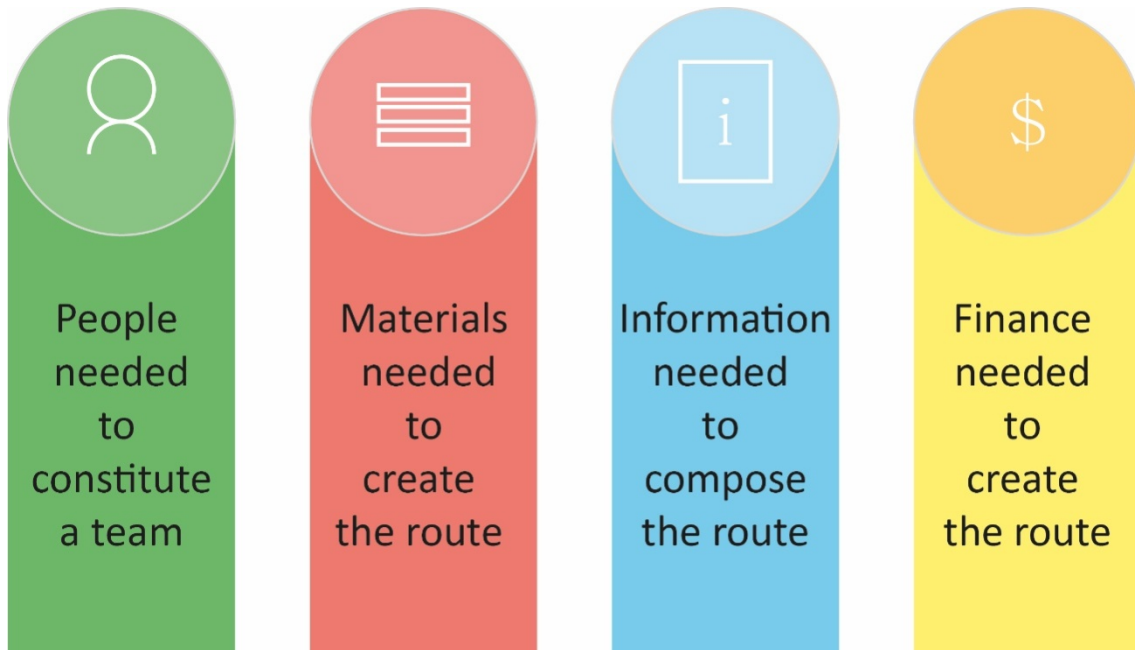 i
$
People
needed
to
constitute
a team
Materials
needed
to
create
the route
Information
needed
to
compose
the route
Finance
needed
to
create
the route